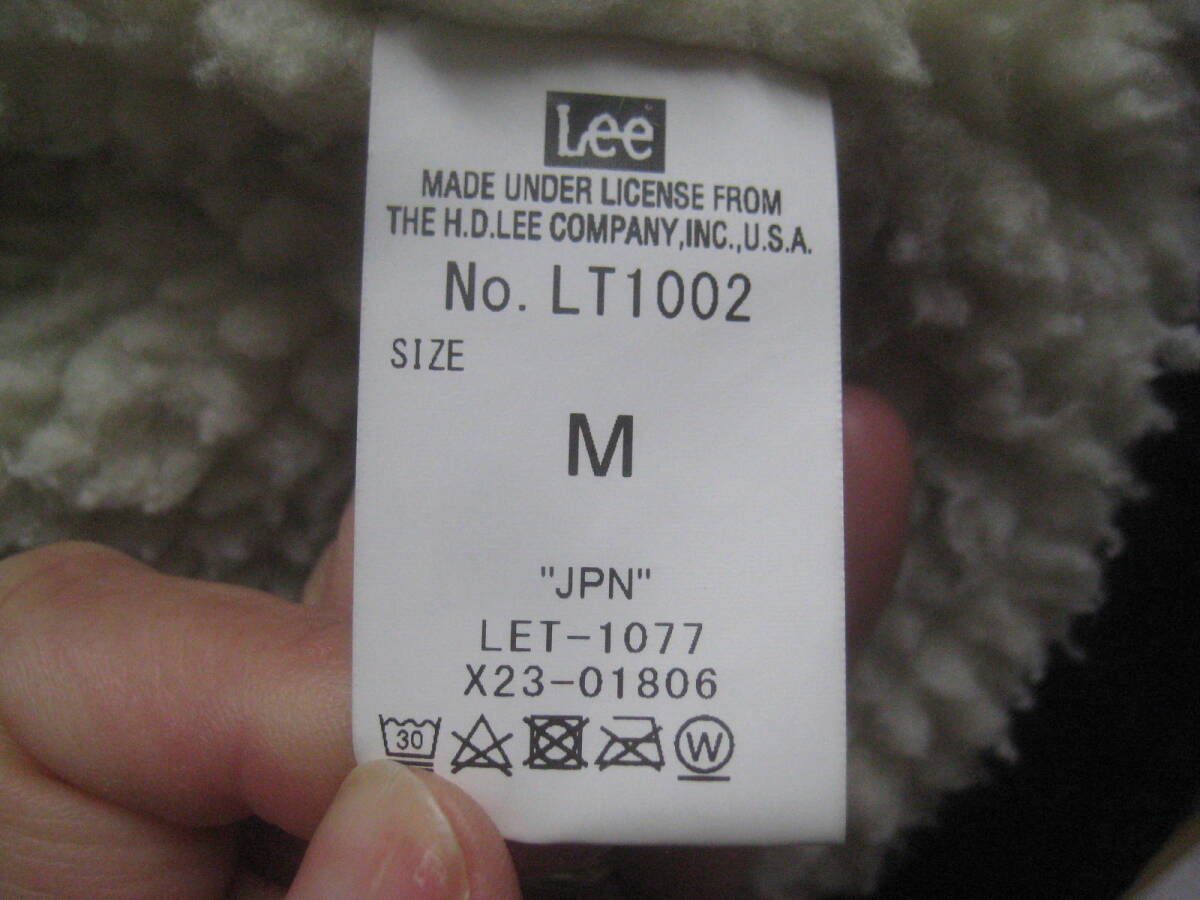 Lee
MADE UNDER LICENSE FROM
THE H.D.LEE COMPANY,INC.,U.S.A.
No. LT1002
SIZE
M
"JPN"
LET-1077
X23-01806
30 W